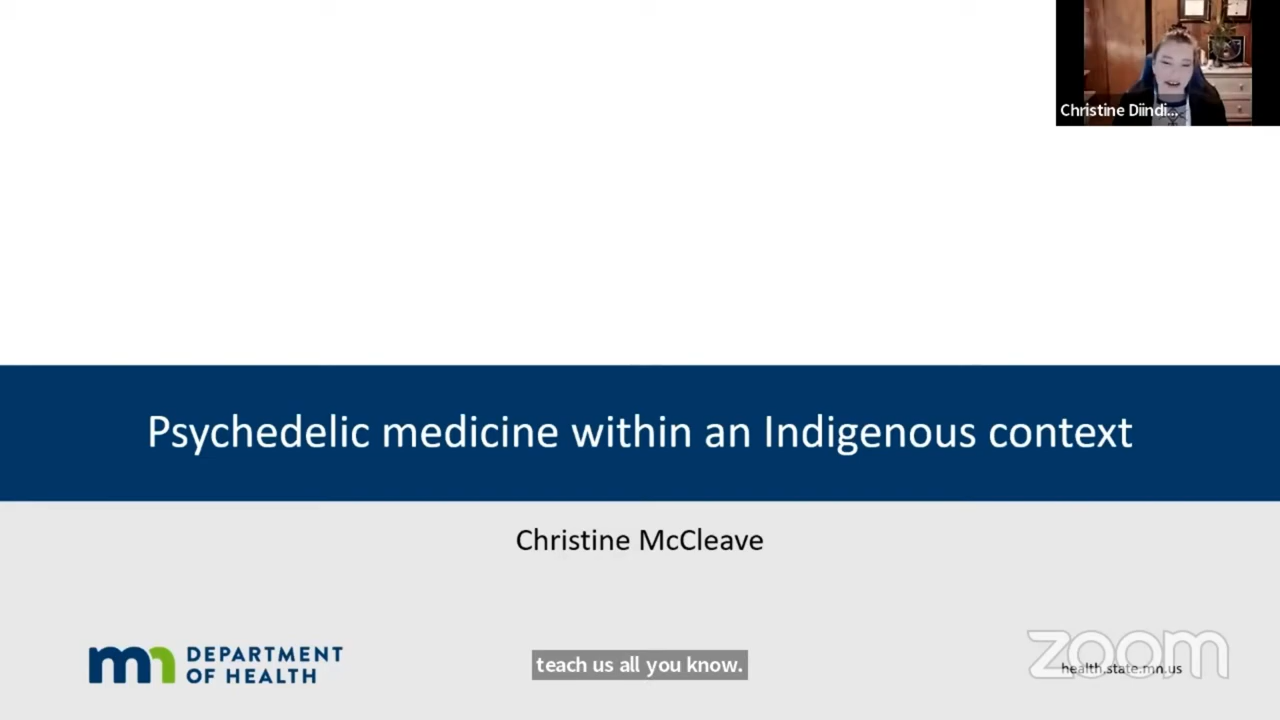 Christine Diindi...
Psychedelic medicine within an Indigenous context
Christine McCleave
mn DEPARTMENT
OF HEALTH
teach us all you know.
zoom
health.state.mn.us